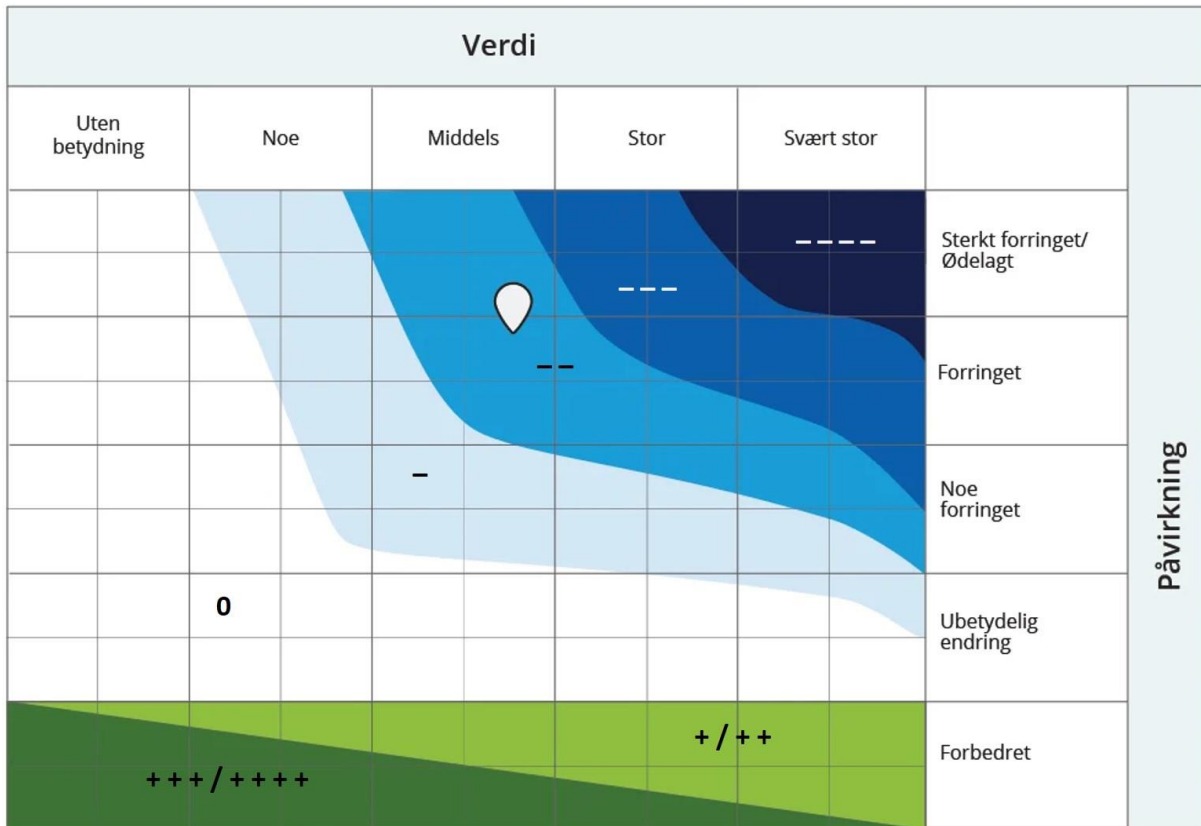 Verdi
Uten
betydning
Noe
Middels
Stor
Svært stor
– – – –
Sterkt forringet/
Ødelagt
– – –
– –
Forringet
–
Noe
forringet
0
Ubetydelig
endring
+ / + +
Forbedret
+ + + / + + + +
Påvirkning